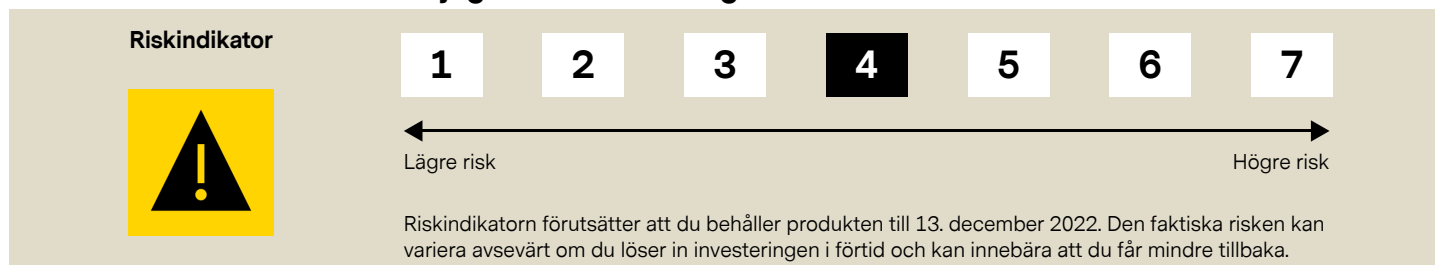 Riskindikator
1 2 3 4 5 6 7
Lägre risk Högre risk
Riskindikatorn förutsätter att du behåller produkten till 13. december 2022. Den faktiska risken kan
variera avsevärt om du löser in investeringen i förtid och kan innebära att du får mindre tillbaka.